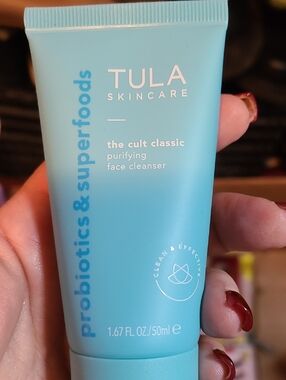 TULA
SKINCARE
the cult classic
purifying
face cleanser
probiotics & superfoods
CLEAN & EFFECTIVE
1.67 FL OZ./50ml e